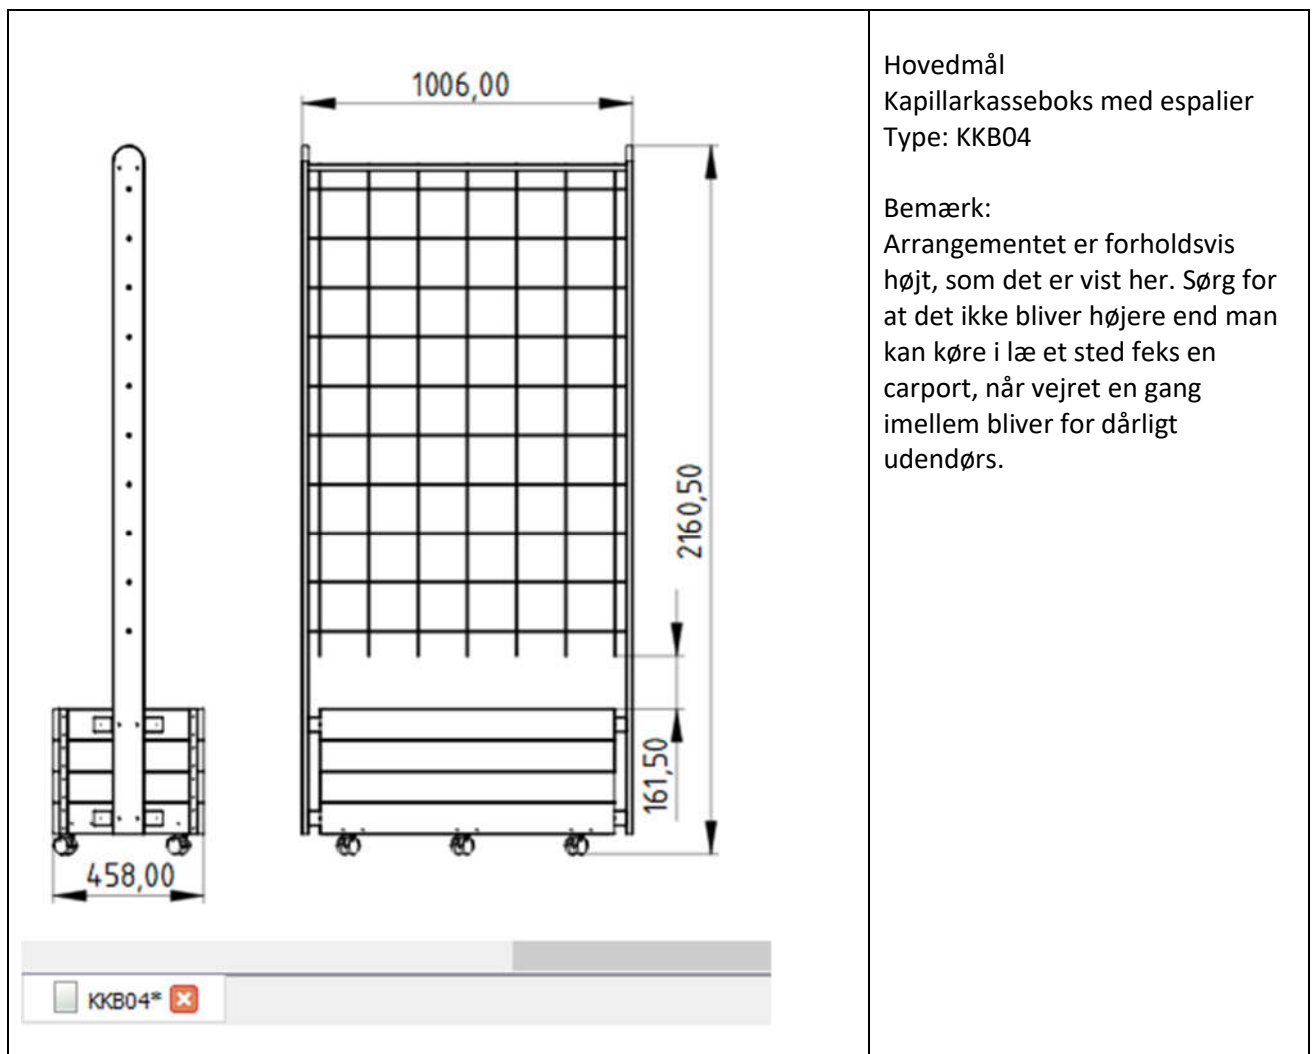 1006,00
2160,50
161,50
458,00
KKB04*
Hovedmål
Kapillarkasseboks med espalier
Type: KKB04
Bemærk:
Arrangementet er forholdsvis
højt, som det er vist her. Sørg for
at det ikke bliver højere end man
kan køre i læ et sted feks en
carport, når vejret en gang
imellem bliver for dårligt
udendørs.